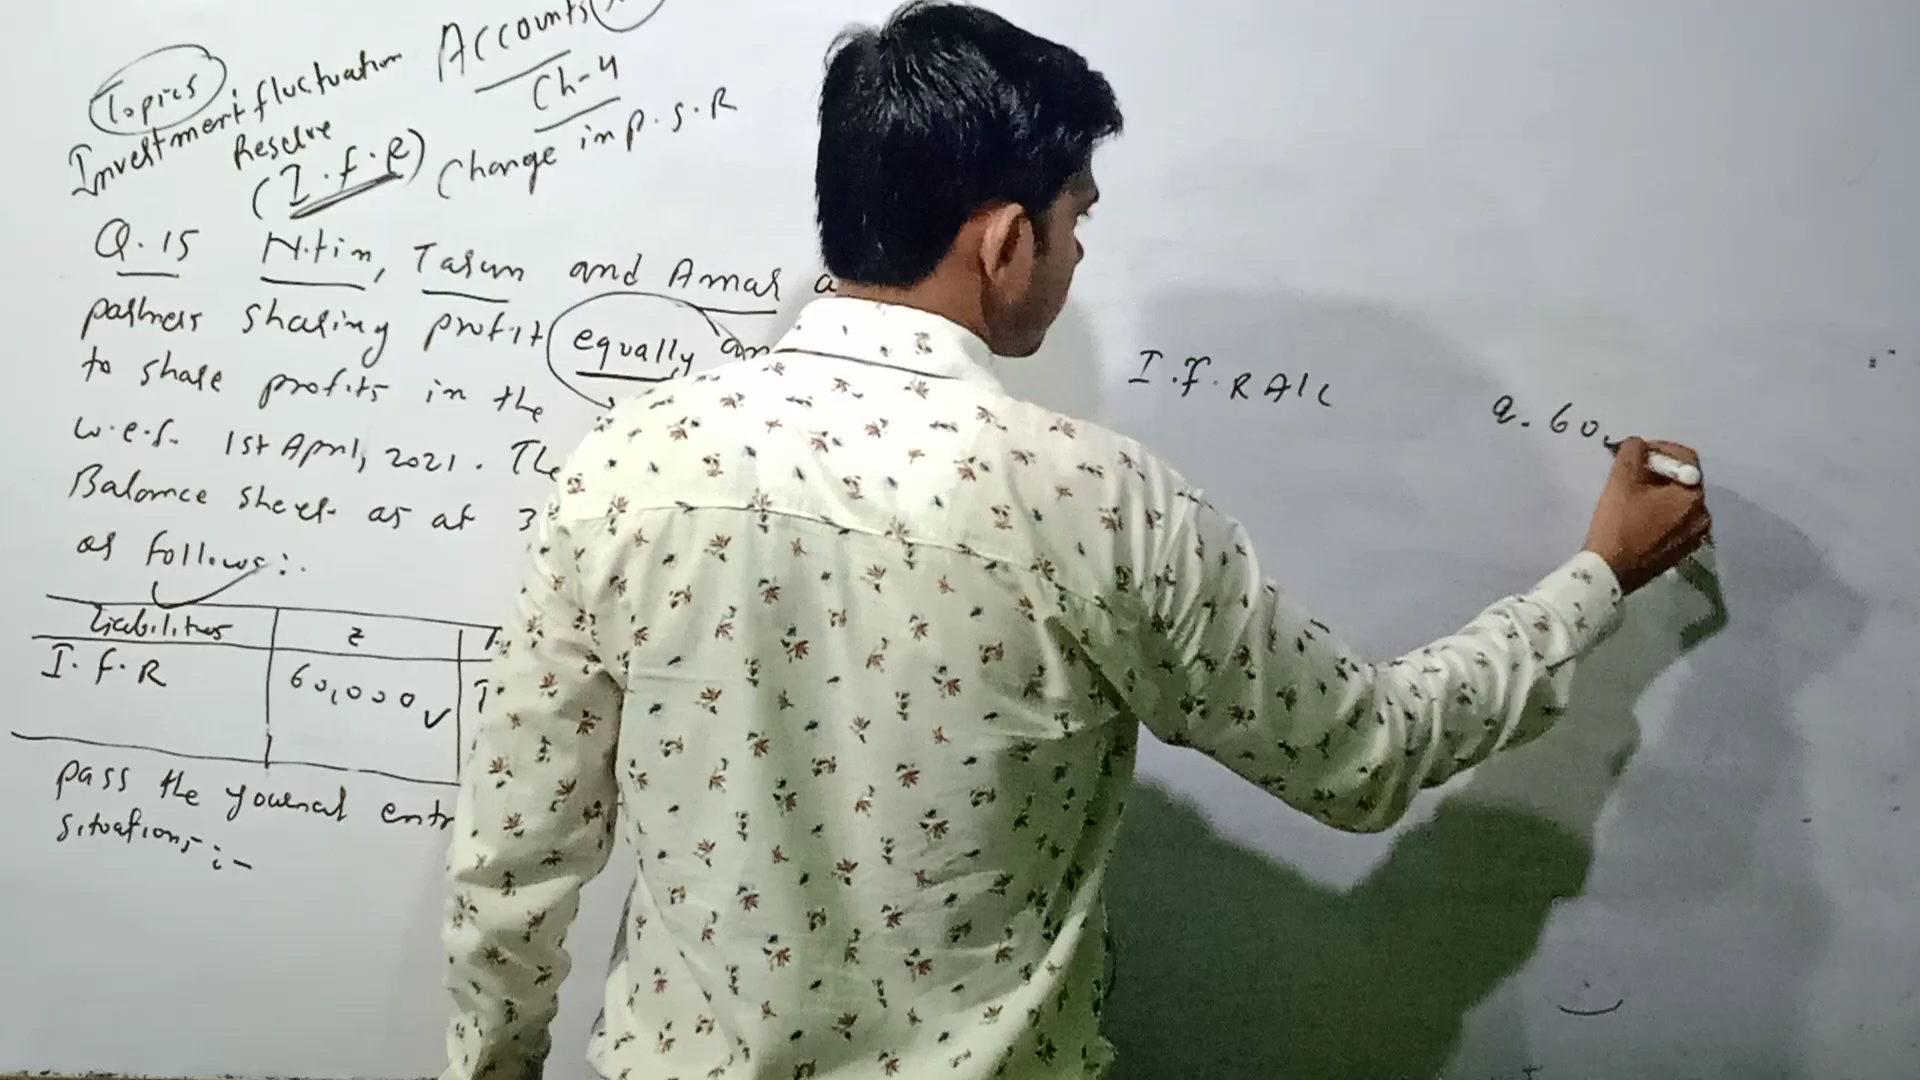 Topics
Investment fluctuation
Reserve
(I.f.R)
Accounts
Ch-4
Change in p.s.R
Q.15 Nitin, Tarun and Amar a
partners sharing profit equally an
to share profits in the
w.e.f. 1st April, 2021. The
Balance sheet as at 3
as follows:.
Liabilities ₹
I.f.R 60,000
pass the journal entr
situations:-
I.F.R A/c
a. 60,